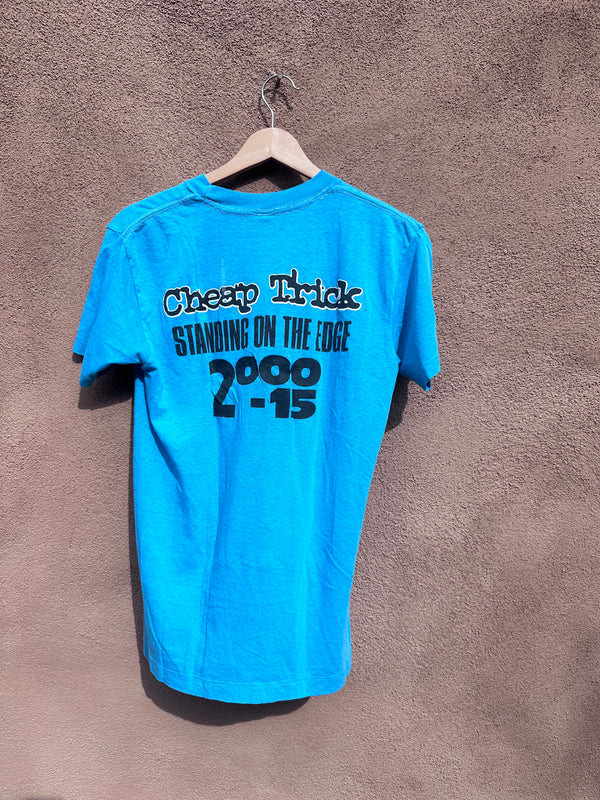 Cheap Trick
STANDING ON THE EDGE
2000
-15